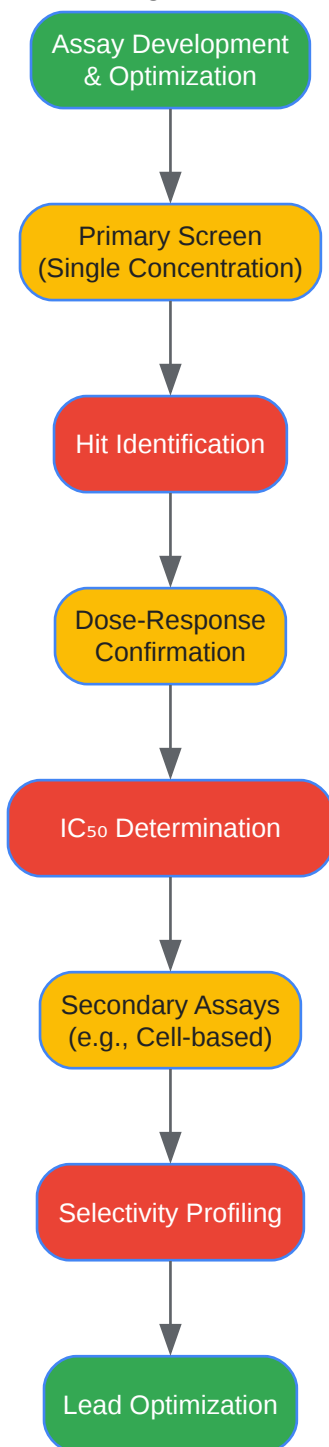 Assay Development
& Optimization
Primary Screen
(Single Concentration)
Hit Identification
Dose-Response
Confirmation
IC₅₀ Determination
Secondary Assays
(e.g., Cell-based)
Selectivity Profiling
Lead Optimization